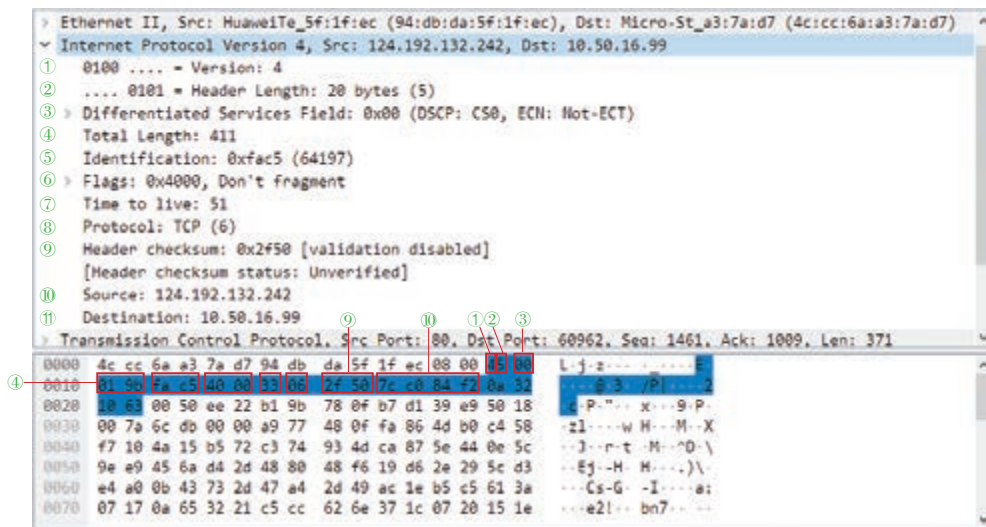 > Ethernet II, Src: HuaweiTe_5f:1f:ec (94:db:da:5f:1f:ec), Dst: Micro-St_a3:7a:d7 (4c:cc:6a:a3:7a:d7)
Internet Protocol Version 4, Src: 124.192.132.242, Dst: 10.50.16.99
① 0100 .... = Version: 4
② .... 0101 = Header Length: 20 bytes (5)
③ > Differentiated Services Field: 0x00 (DSCP: CS0, ECN: Not-ECT)
④ Total Length: 411
⑤ Identification: 0xfac5 (64197)
⑥ > Flags: 0x4000, Don't fragment
⑦ Time to live: 51
⑧ Protocol: TCP (6)
⑨ Header checksum: 0x2f50 [validation disabled]
[Header checksum status: Unverified]
⑩ Source: 124.192.132.242
⑪ Destination: 10.50.16.99
⑨ ⑩ ① ② ③
> Transmission Control Protocol, Src Port: 80, Dst Port: 60962, Seq: 1461, Ack: 1009, Len: 371
0000 4c cc 6a a3 7a d7 94 db da 5f 1f ec 08 00 45 00 L·j·z···· ·_····E·
④ 0010 01 9b fa c5 40 00 33 06 2f 50 7c c0 84 f2 0a 32 ····@·3· /P|····2
0020 10 63 00 50 ee 22 b1 9b 78 0f b7 d1 39 e9 50 18 ·c·P·"·· x···9·P·
0030 00 7a 6c db 00 00 a9 77 48 0f fa 86 4d b0 c4 58 ·zl····w H···M··X
0040 f7 10 4a 15 b5 72 c3 74 93 4d ca 87 5e 44 0e 5c ··J··r·t ·M··^D·\
0050 9e e9 45 6a d4 2d 48 80 48 f6 19 d6 2e 29 5c d3 ··Ej·-H· H···.)\·
0060 e4 a0 0b 43 73 2d 47 a4 2d 49 ac 1e b5 c5 61 3a ···Cs-G· -I····a:
0070 07 17 0a 65 32 21 c5 cc 62 6e 37 1c 07 20 15 1e ···e2!·· bn7·· ··